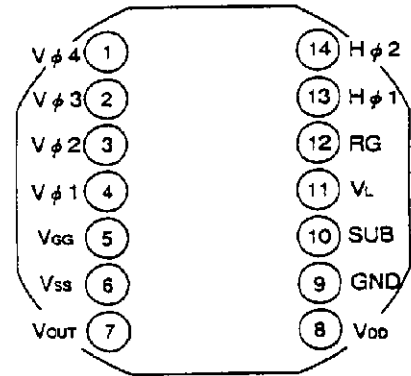 Vϕ4 1 14 Hϕ2
Vϕ3 2 13 Hϕ1
Vϕ2 3 12 RG
Vϕ1 4 11 VL
VGG 5 10 SUB
VSS 6 9 GND
VOUT 7 8 VDD